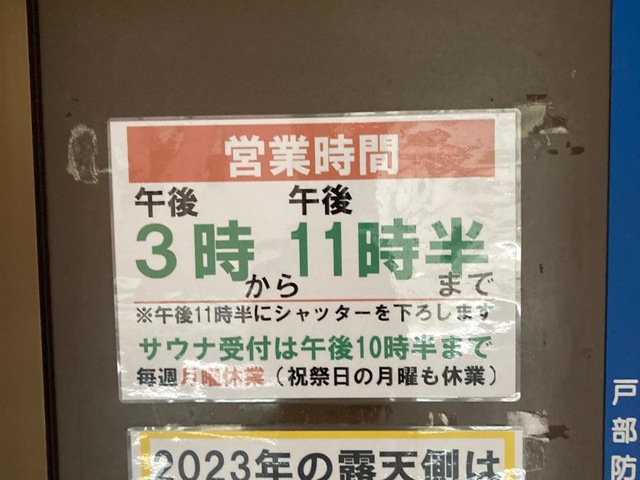 営業時間
午後 午後
3時 11時半
から まで
※午後11時半にシャッターを下ろします
サウナ受付は午後10時半まで
毎週月曜休業（祝祭日の月曜も休業）
2023年の露天側は
戸部防